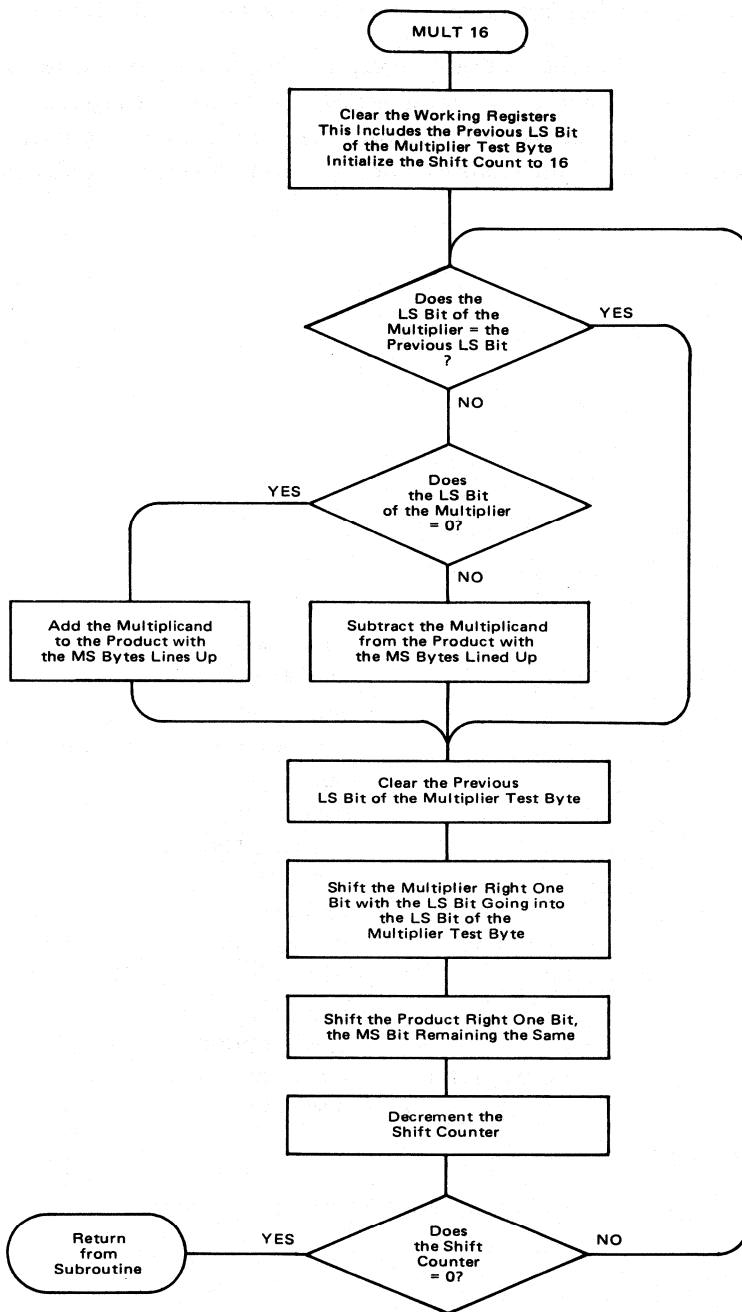 MULT 16
Clear the Working Registers
This Includes the Previous LS Bit
of the Multiplier Test Byte
Initialize the Shift Count to 16
Does the
LS Bit of the
Multiplier = the
Previous LS Bit
?
YES
NO
Does
the LS Bit
of the Multiplier
= 0?
YES
NO
Add the Multiplicand
to the Product with
the MS Bytes Lines Up
Subtract the Multiplicand
from the Product with
the MS Bytes Lined Up
Clear the Previous
LS Bit of the Multiplier Test Byte
Shift the Multiplier Right One
Bit with the LS Bit Going into
the LS Bit of the
Multiplier Test Byte
Shift the Product Right One Bit,
the MS Bit Remaining the Same
Decrement the
Shift Counter
Does
the Shift
Counter
= 0?
YES
NO
Return
from
Subroutine